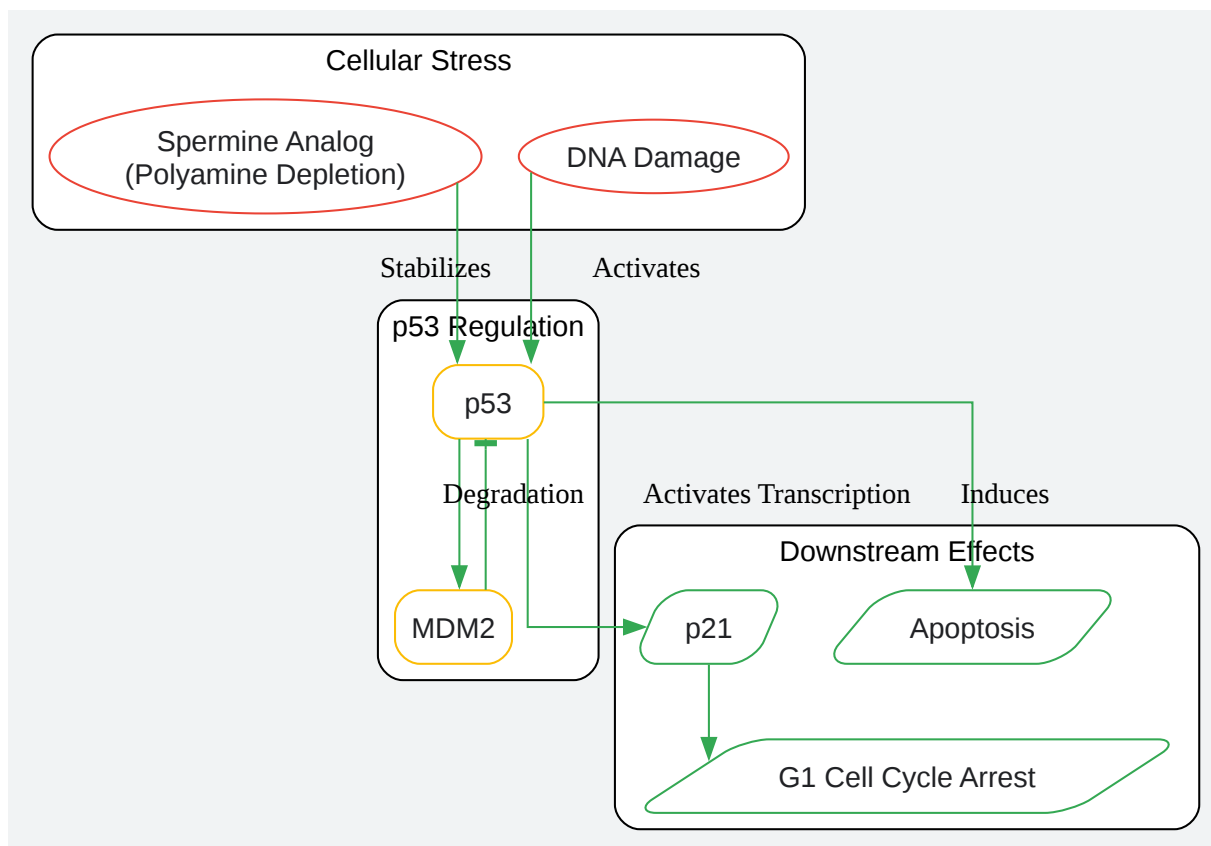 Cellular Stress
Spermine Analog
(Polyamine Depletion)
DNA Damage
Stabilizes
Activates
p53 Regulation
p53
Degradation
Activates Transcription
Induces
Downstream Effects
MDM2
p21
Apoptosis
G1 Cell Cycle Arrest